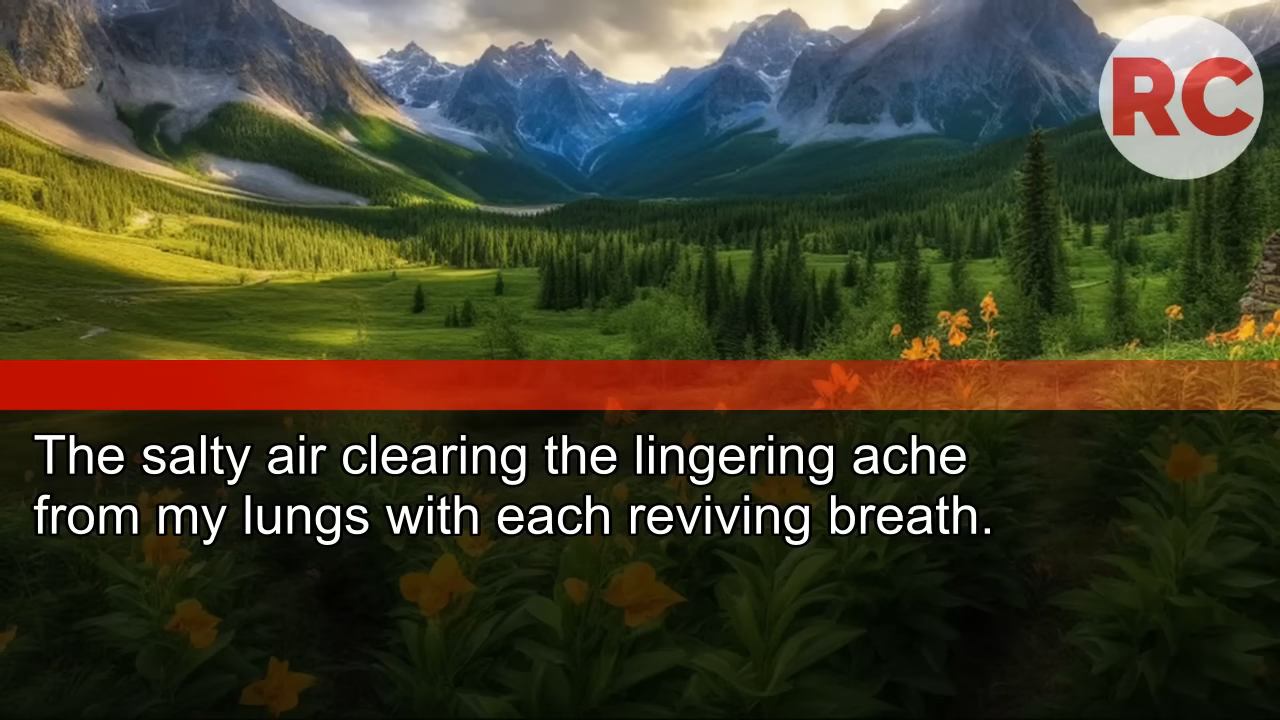 RC
The salty air clearing the lingering ache
from my lungs with each reviving breath.